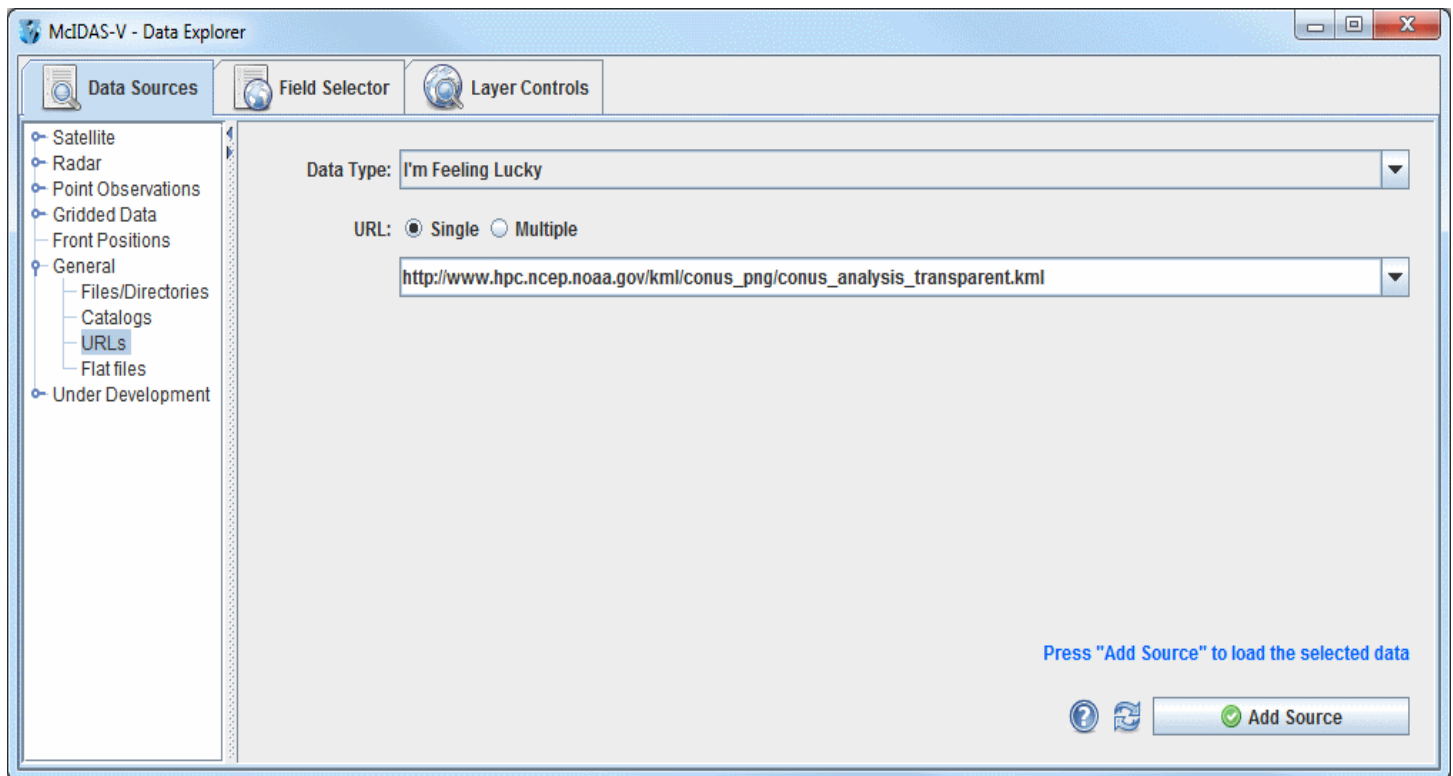 McIDAS-V - Data Explorer
Data Sources
Field Selector
Layer Controls
Satellite
Radar
Point Observations
Gridded Data
Front Positions
General
Files/Directories
Catalogs
URLs
Flat files
Under Development
Data Type: I'm Feeling Lucky
URL: Single Multiple
http://www.hpc.ncep.noaa.gov/kml/conus_png/conus_analysis_transparent.kml
Press "Add Source" to load the selected data
Add Source